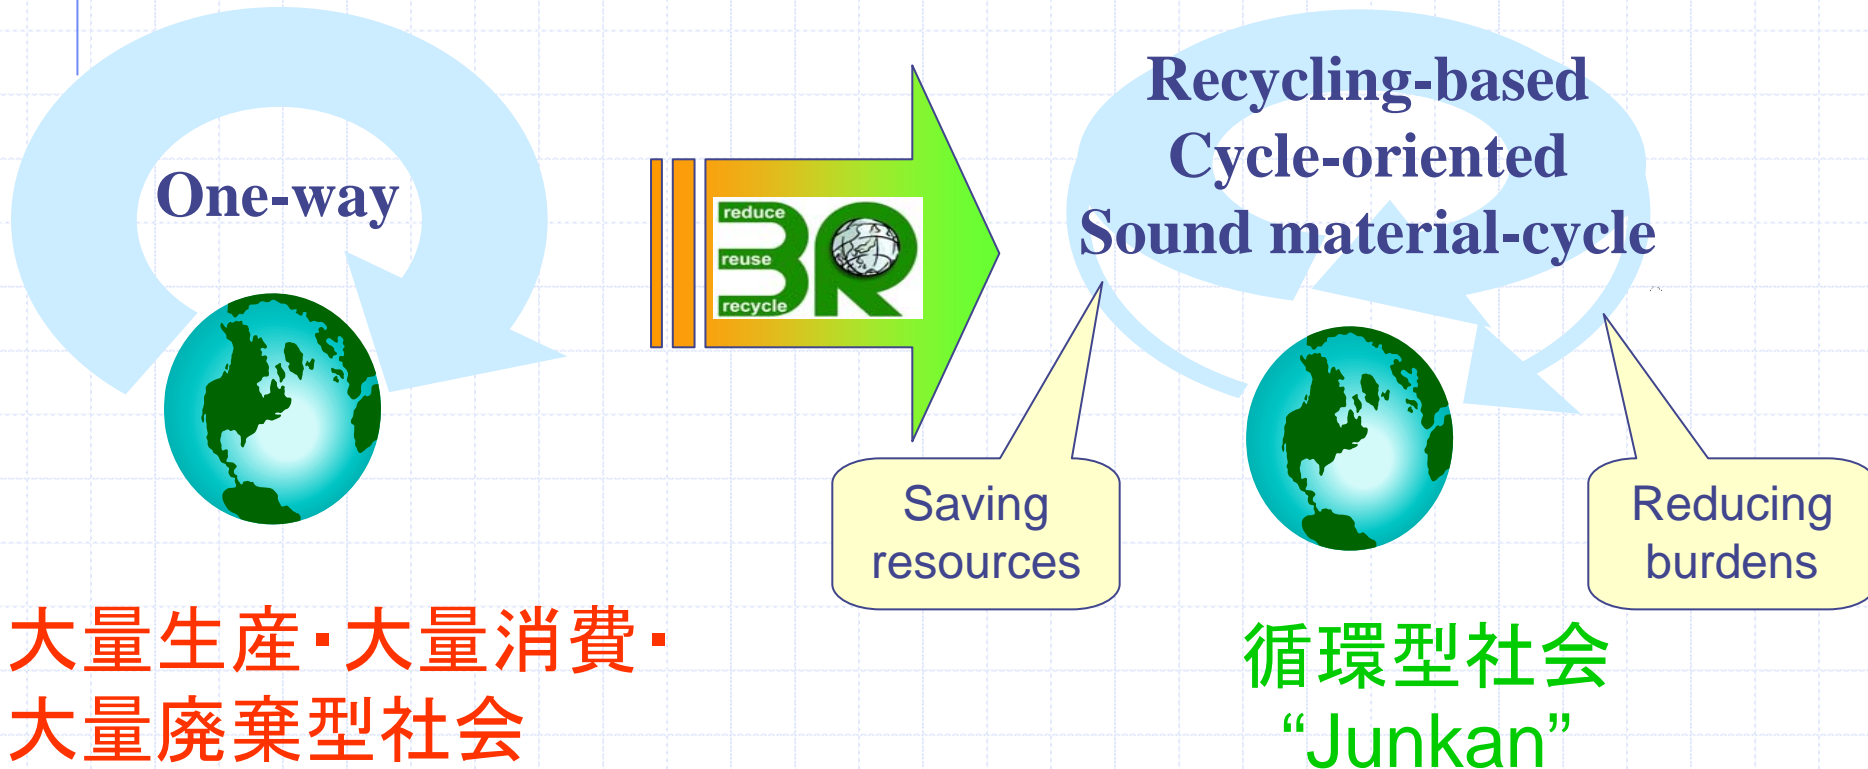 One-way
reduce
reuse
recycle
3R
Recycling-based
Cycle-oriented
Sound material-cycle
Saving
resources
Reducing
burdens
大量生産・大量消費・
大量廃棄型社会
循環型社会
“Junkan”